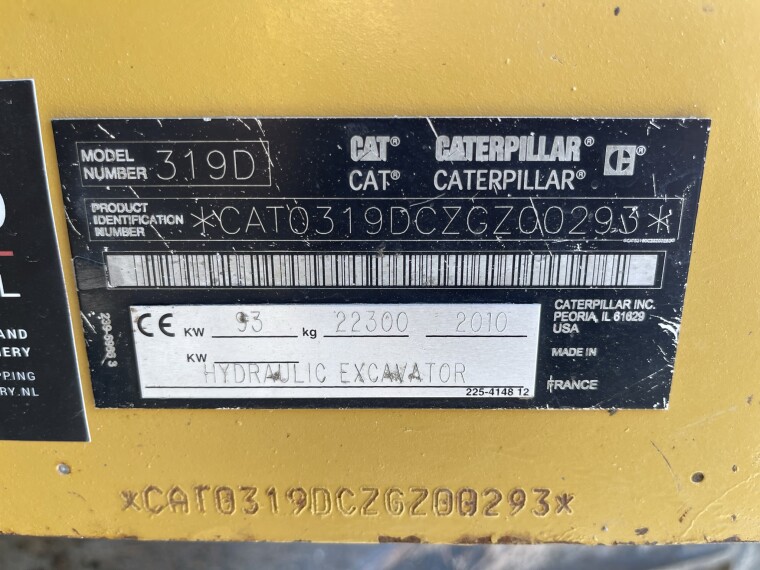 MODEL NUMBER 319D
CAT® CATERPILLAR® C®
CAT® CATERPILLAR®
PRODUCT IDENTIFICATION NUMBER
*CAT0319DCZGZ00293*
CE KW 93 kg 22300 2010
KW
HYDRAULIC EXCAVATOR
225-4148 12
CATERPILLAR INC.
PEORIA, IL 61629
USA
MADE IN
FRANCE
L
AND
ERY
PPING
RY.NL
*CAT0319DCZGZ00293*